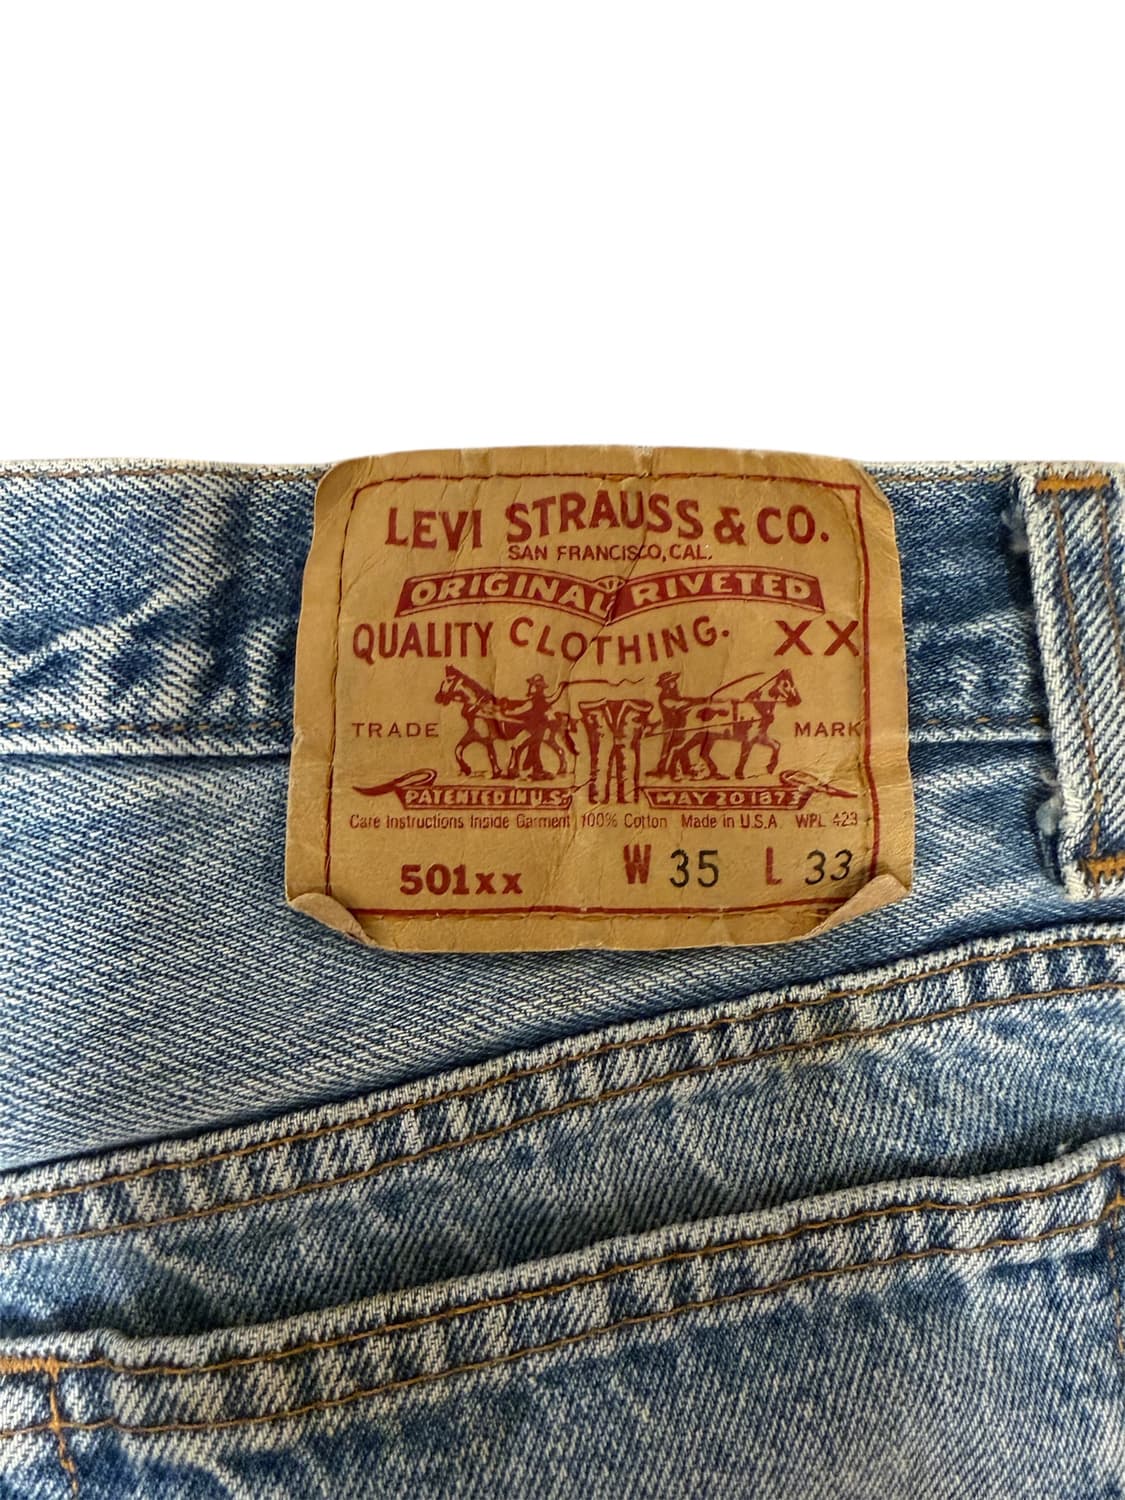 LEVI STRAUSS & CO.
SAN FRANCISCO, CAL.
ORIGINAL RIVETED
QUALITY CLOTHING. XX
TRADE MARK
PATENTED IN U.S. MAY 20 1873
Care Instructions Inside Garment 100% Cotton Made in U.S.A. WPL 423
501xx W 35 L 33